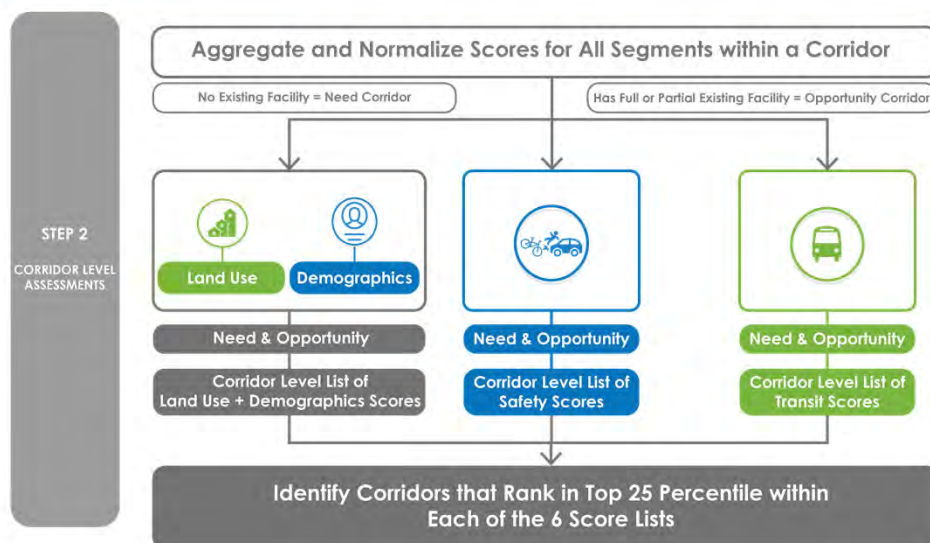 STEP 2
CORRIDOR LEVEL
ASSESSMENTS
Aggregate and Normalize Scores for All Segments within a Corridor
No Existing Facility = Need Corridor
Has Full or Partial Existing Facility = Opportunity Corridor
Land Use
Demographics
Need & Opportunity
Corridor Level List of
Land Use + Demographics Scores
Need & Opportunity
Corridor Level List of
Safety Scores
Need & Opportunity
Corridor Level List of
Transit Scores
Identify Corridors that Rank in Top 25 Percentile within
Each of the 6 Score Lists